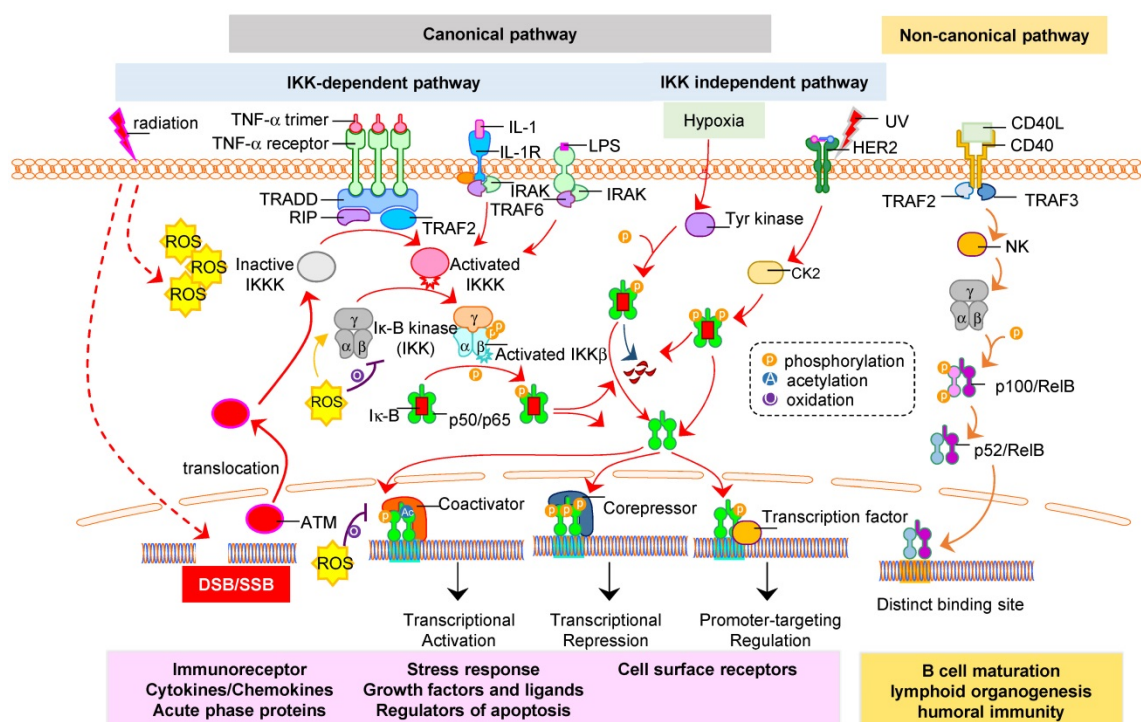 Canonical pathway
Non-canonical pathway
IKK-dependent pathway
IKK independent pathway
radiation
TNF-α trimer
TNF-α receptor
TRADD
RIP
TRAF2
IL-1
IL-1R
IRAK
TRAF6
LPS
IRAK
Hypoxia
Tyr kinase
UV
HER2
CK2
CD40L
CD40
TRAF2
TRAF3
NK
ROS
ROS
ROS
Inactive
IKKK
Activated
IKKK
γ
α β
Iκ-B kinase
(IKK)
γ
α β
P
P
Activated IKKβ
P
ROS
O
Iκ-B
p50/p65
P
P
P
P
P
P phosphorylation
A acetylation
O oxidation
γ
α β
P
P
P
p100/RelB
p52/RelB
translocation
ATM
DSB/SSB
ROS
O
P
Ac
Coactivator
P
P
P
Corepressor
P
Transcription factor
Distinct binding site
Transcriptional
Activation
Transcriptional
Repression
Promoter-targeting
Regulation
Immunoreceptor
Cytokines/Chemokines
Acute phase proteins
Stress response
Growth factors and ligands
Regulators of apoptosis
Cell surface receptors
B cell maturation
lymphoid organogenesis
humoral immunity